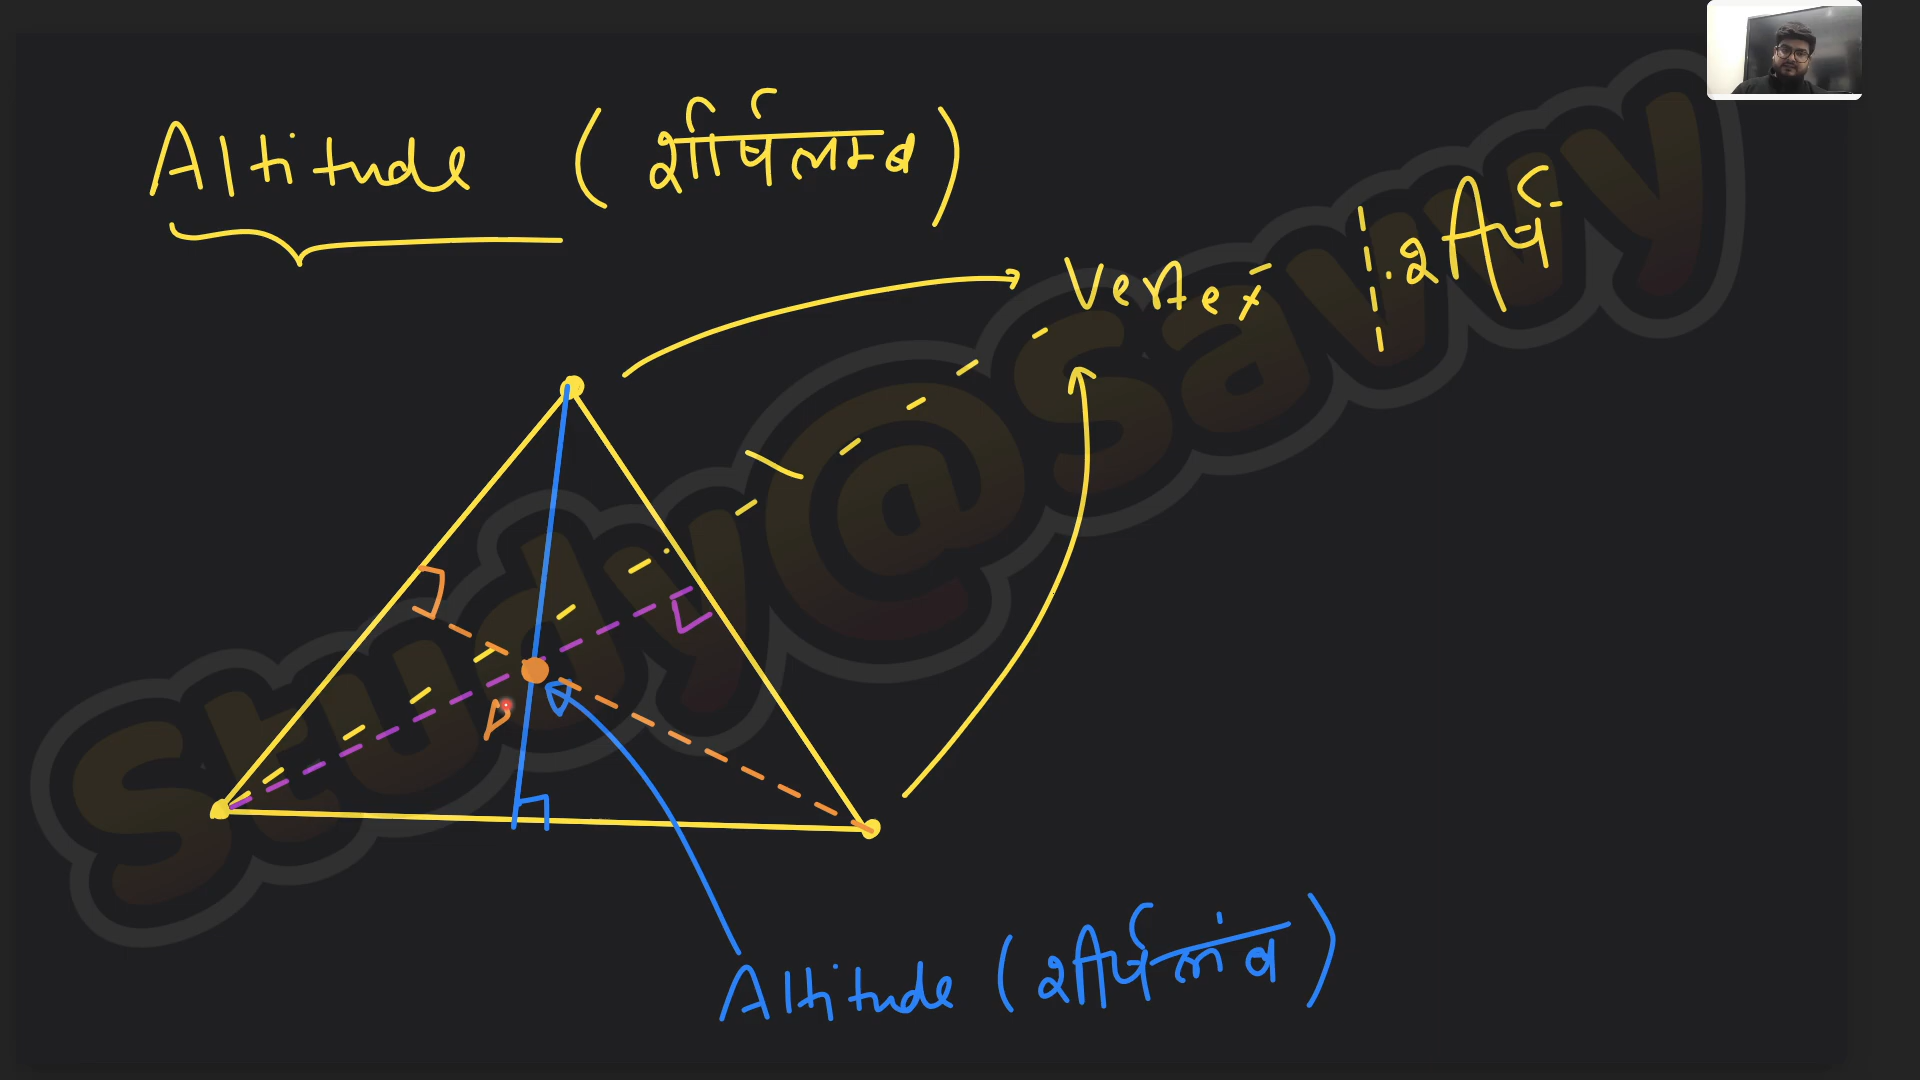 Altitude (शीर्षलम्ब)
Vertex | शीर्ष
study@savvy
P
Altitude (शीर्षलंब)